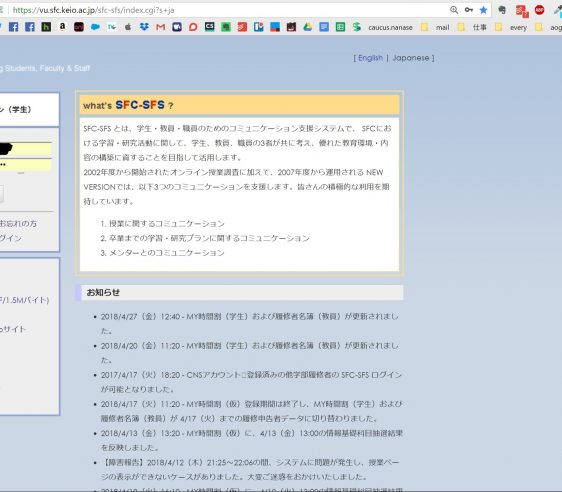 https://vu.sfc.keio.ac.jp/sfc-sfs/index.cgi?s+ja
caucus.nanase mail 仕事 every aog
[ English | Japanese ]
g Students, Faculty & Staff
ン（学生）
お忘れの方
グイン
F/1.5Mバイト)
bサイト
what's SFC-SFS ?
SFC-SFS とは、学生・教員・職員のためのコミュニケーション支援システムで、 SFCにお
ける学習・研究活動に関して、学生、教員、職員の3者が共に考え、優れた教育環境・内
容の構築に資することを目指して活用します。
2002年度から開始されたオンライン授業調査に加えて、2007年度から運用される NEW
VERSIONでは、以下3つのコミュニケーションを支援します。皆さんの積極的な利用を期
待しています。
1. 授業に関するコミュニケーション
2. 卒業までの学習・研究プランに関するコミュニケーション
3. メンターとのコミュニケーション
お知らせ
• 2018/4/27（金）12:40 - MY時間割（学生）および履修者名簿（教員）が更新されまし
た。
• 2018/4/20（金）11:20 - MY時間割（学生）および履修者名簿（教員）が更新されまし
た。
• 2017/4/17（火）18:20 - CNSアカウント□登録済みの他学部履修者の SFC-SFS ログイン
が可能となりました。
• 2018/4/17（火）11:20 - MY時間割（仮）登録期間は終了し、MY時間割（学生）および
履修者名簿（教員）が 4/17（火）までの履修申告者データに切り替わりました。
• 2018/4/13（金）13:20 - MY時間割（仮）に、4/13（金）13:00の情報基礎科目抽選結果
を反映しました。
• 【障害報告】2018/4/12（木）21:25～22:06の間、システムに問題が発生し、授業ペー
ジの表示ができないケースがありました。大変ご迷惑をおかけいたしました。